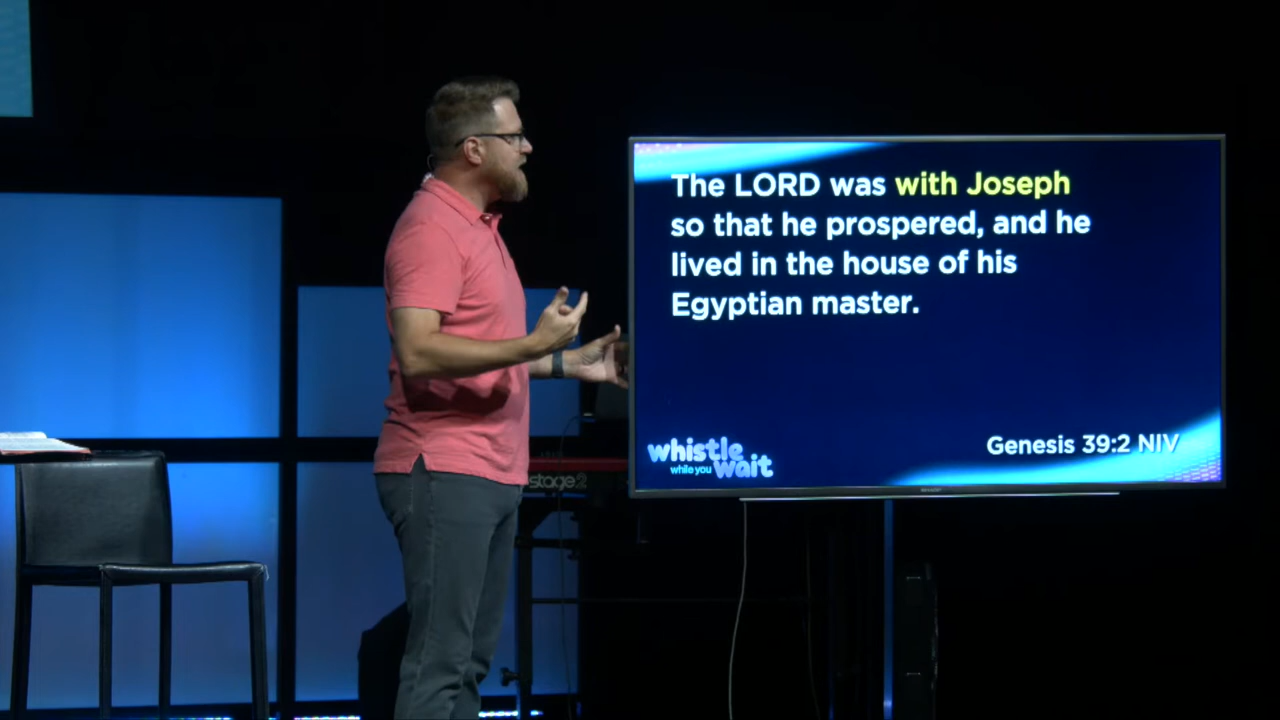 The LORD was with Joseph
so that he prospered, and he
lived in the house of his
Egyptian master.
Genesis 39:2 NIV
whistle
while you wait
stage2